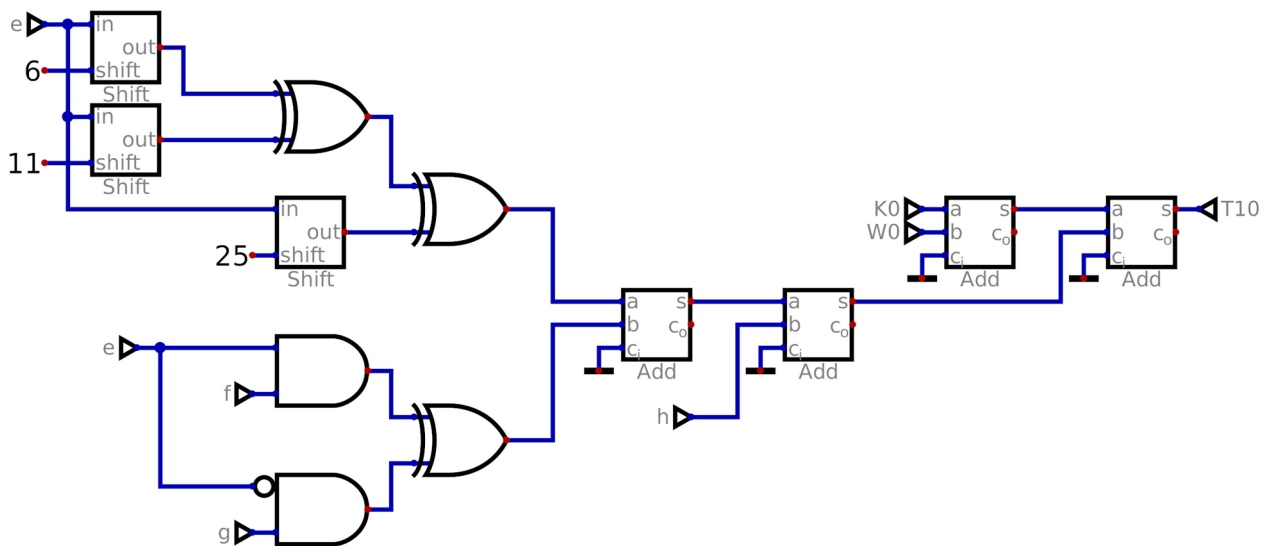 e
in
out
6
shift
Shift
in
out
11
shift
Shift
in
out
25
shift
Shift
K0
a
s
W0
b
cₒ
cᵢ
Add
a
s
T10
b
cₒ
cᵢ
Add
a
s
b
cₒ
cᵢ
Add
a
s
b
cₒ
cᵢ
Add
e
f
h
g